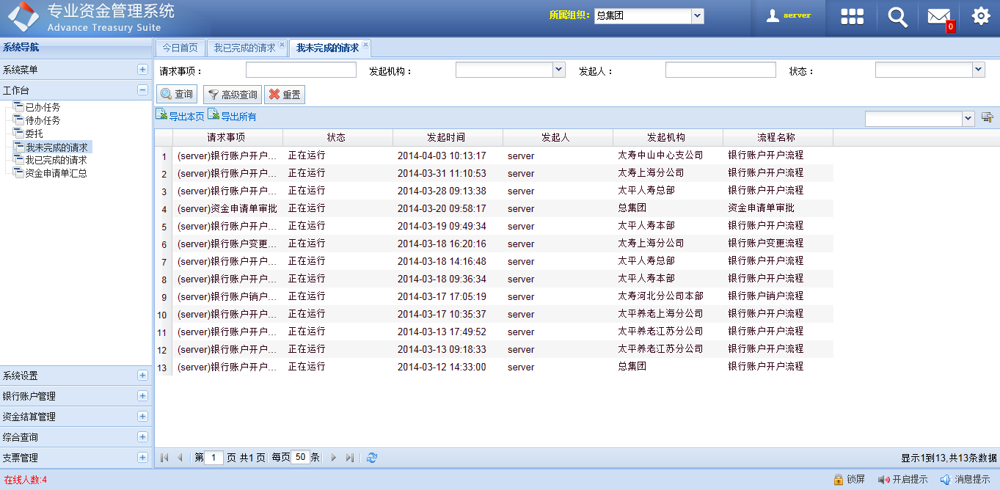 专业资金管理系统
Advance Treasury Suite
所属组织： 总集团
server
0
系统导航
系统菜单
工作台
已办任务
待办任务
委托
我未完成的请求
我已完成的请求
资金申请单汇总
系统设置
银行账户管理
资金结算管理
综合查询
支票管理
今日首页 我已完成的请求 我未完成的请求
请求事项： 发起机构： 发起人： 状态：
查询 高级查询 重置
导出本页 导出所有
请求事项 状态 发起时间 发起人 发起机构 流程名称
1 (server)银行账户开户... 正在运行 2014-04-03 10:13:17 server 太寿中山中心支公司 银行账户开户流程
2 (server)银行账户开户... 正在运行 2014-03-31 11:10:53 server 太寿上海分公司 银行账户开户流程
3 (server)银行账户开户... 正在运行 2014-03-28 09:13:38 server 太平人寿总部 银行账户开户流程
4 (server)资金申请单审批 正在运行 2014-03-20 09:58:17 server 总集团 资金申请单审批
5 (server)银行账户开户... 正在运行 2014-03-19 09:49:34 server 太平人寿本部 银行账户开户流程
6 (server)银行账户变更... 正在运行 2014-03-18 16:20:16 server 太寿上海分公司 银行账户变更流程
7 (server)银行账户开户... 正在运行 2014-03-18 14:16:48 server 太平人寿总部 银行账户开户流程
8 (server)银行账户开户... 正在运行 2014-03-18 09:36:34 server 太平人寿本部 银行账户开户流程
9 (server)银行账户销户... 正在运行 2014-03-17 17:05:19 server 太寿河北分公司本部 银行账户销户流程
10 (server)银行账户开户... 正在运行 2014-03-17 10:35:37 server 太平养老上海分公司 银行账户开户流程
11 (server)银行账户开户... 正在运行 2014-03-13 17:49:52 server 太平养老江苏分公司 银行账户开户流程
12 (server)银行账户开户... 正在运行 2014-03-13 09:18:33 server 太平养老江苏分公司 银行账户开户流程
13 (server)银行账户开户... 正在运行 2014-03-12 14:33:00 server 总集团 银行账户开户流程
第 1 页 共1 页 每页 50 条 显示1到13,共13条数据
在线人数:4 锁屏 开启提示 消息提示